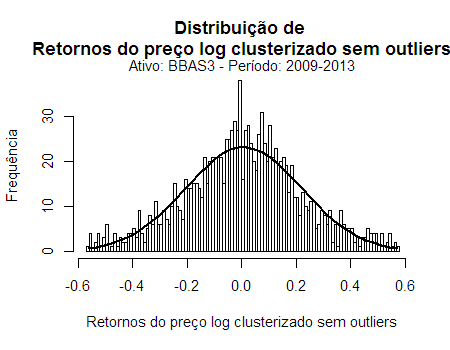 Distribuição de
Retornos do preço log clusterizado sem outliers
Ativo: BBAS3 - Período: 2009-2013
Frequência
30
20
10
0
-0.6 -0.4 -0.2 0.0 0.2 0.4 0.6
Retornos do preço log clusterizado sem outliers